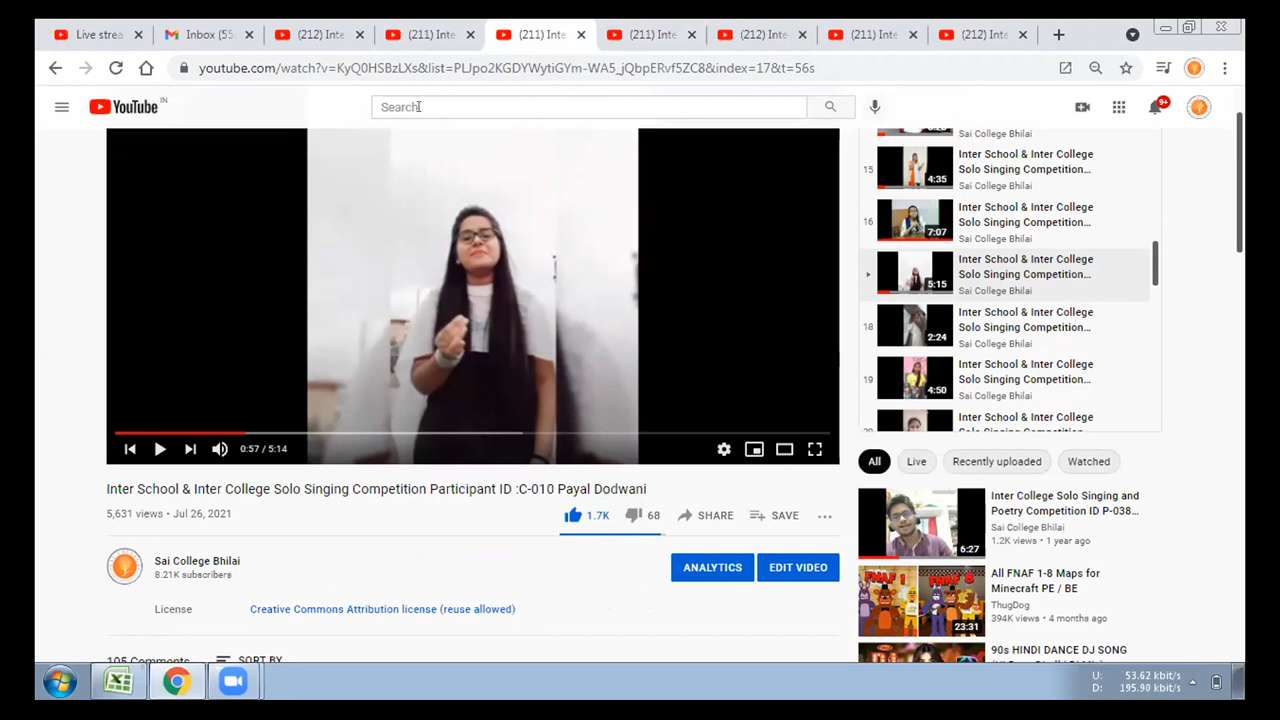 Live strea
Inbox (55.
(212) Inte
(211) Inte
(211) Inte
(211) Inte
(212) Inte
(211) Inte
(212) Inte
youtube.com/watch?v=KyQ0HSBzLXs&list=PLJpo2KGDYWytiGYm-WA5_jQbpERvf5ZC8&index=17&t=56s
YouTube IN
Search
9+
Sai College Bhilai
15
4:35
Inter School & Inter College
Solo Singing Competition...
Sai College Bhilai
16
7:07
Inter School & Inter College
Solo Singing Competition...
Sai College Bhilai
5:15
Inter School & Inter College
Solo Singing Competition...
Sai College Bhilai
18
2:24
Inter School & Inter College
Solo Singing Competition...
Sai College Bhilai
19
4:50
Inter School & Inter College
Solo Singing Competition...
Sai College Bhilai
Inter School & Inter College
0:57 / 5:14
Inter School & Inter College Solo Singing Competition Participant ID :C-010 Payal Dodwani
5,631 views • Jul 26, 2021
1.7K
68
SHARE
SAVE
Sai College Bhilai
8.21K subscribers
ANALYTICS
EDIT VIDEO
License
Creative Commons Attribution license (reuse allowed)
105 Comments
SORT BY
All
Live
Recently uploaded
Watched
6:27
Inter College Solo Singing and
Poetry Competition ID P-038...
Sai College Bhilai
1.2K views • 1 year ago
FNAF 1
FNAF 8
23:31
All FNAF 1-8 Maps for
Minecraft PE / BE
ThugDog
394K views • 4 months ago
90s HINDI DANCE DJ SONG
U: 53.62 kbit/s
D: 195.90 kbit/s